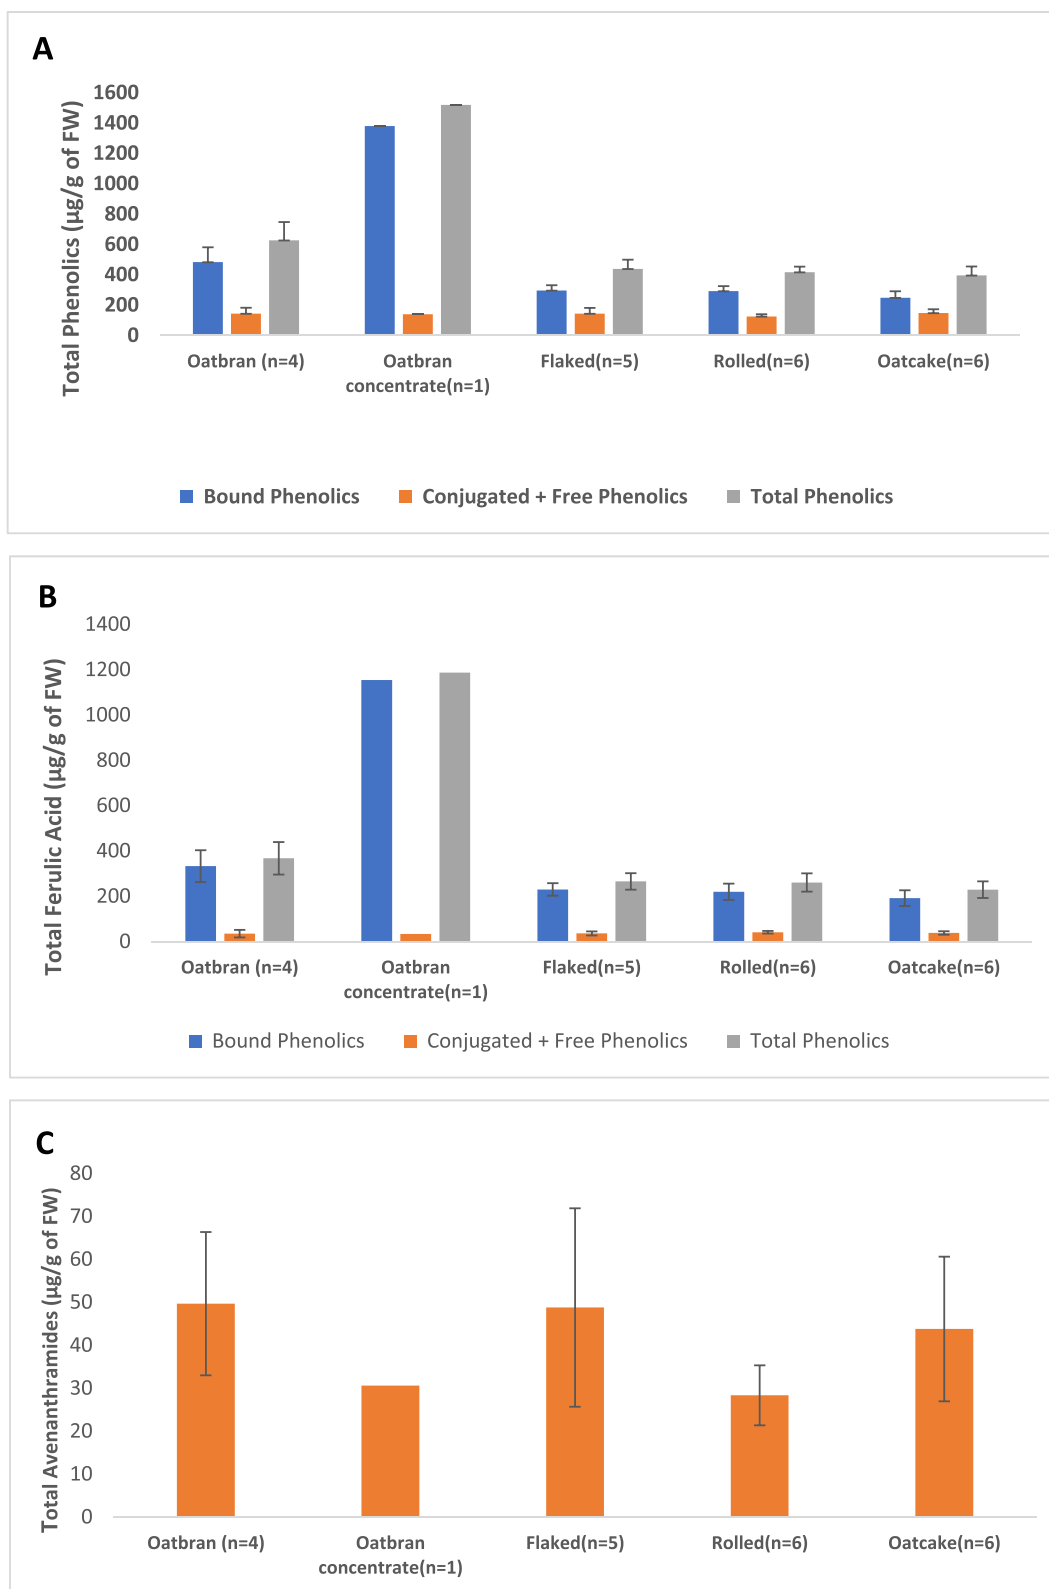 A
Total Phenolics (µg/g of FW)
1600
1400
1200
1000
800
600
400
200
0
Oatbran (n=4)
Oatbran
concentrate(n=1)
Flaked(n=5)
Rolled(n=6)
Oatcake(n=6)
Bound Phenolics
Conjugated + Free Phenolics
Total Phenolics
B
Total Ferulic Acid (µg/g of FW)
1400
1200
1000
800
600
400
200
0
Oatbran (n=4)
Oatbran
concentrate(n=1)
Flaked(n=5)
Rolled(n=6)
Oatcake(n=6)
Bound Phenolics
Conjugated + Free Phenolics
Total Phenolics
C
Total Avenanthramides (µg/g of FW)
80
70
60
50
40
30
20
10
0
Oatbran (n=4)
Oatbran
concentrate(n=1)
Flaked(n=5)
Rolled(n=6)
Oatcake(n=6)